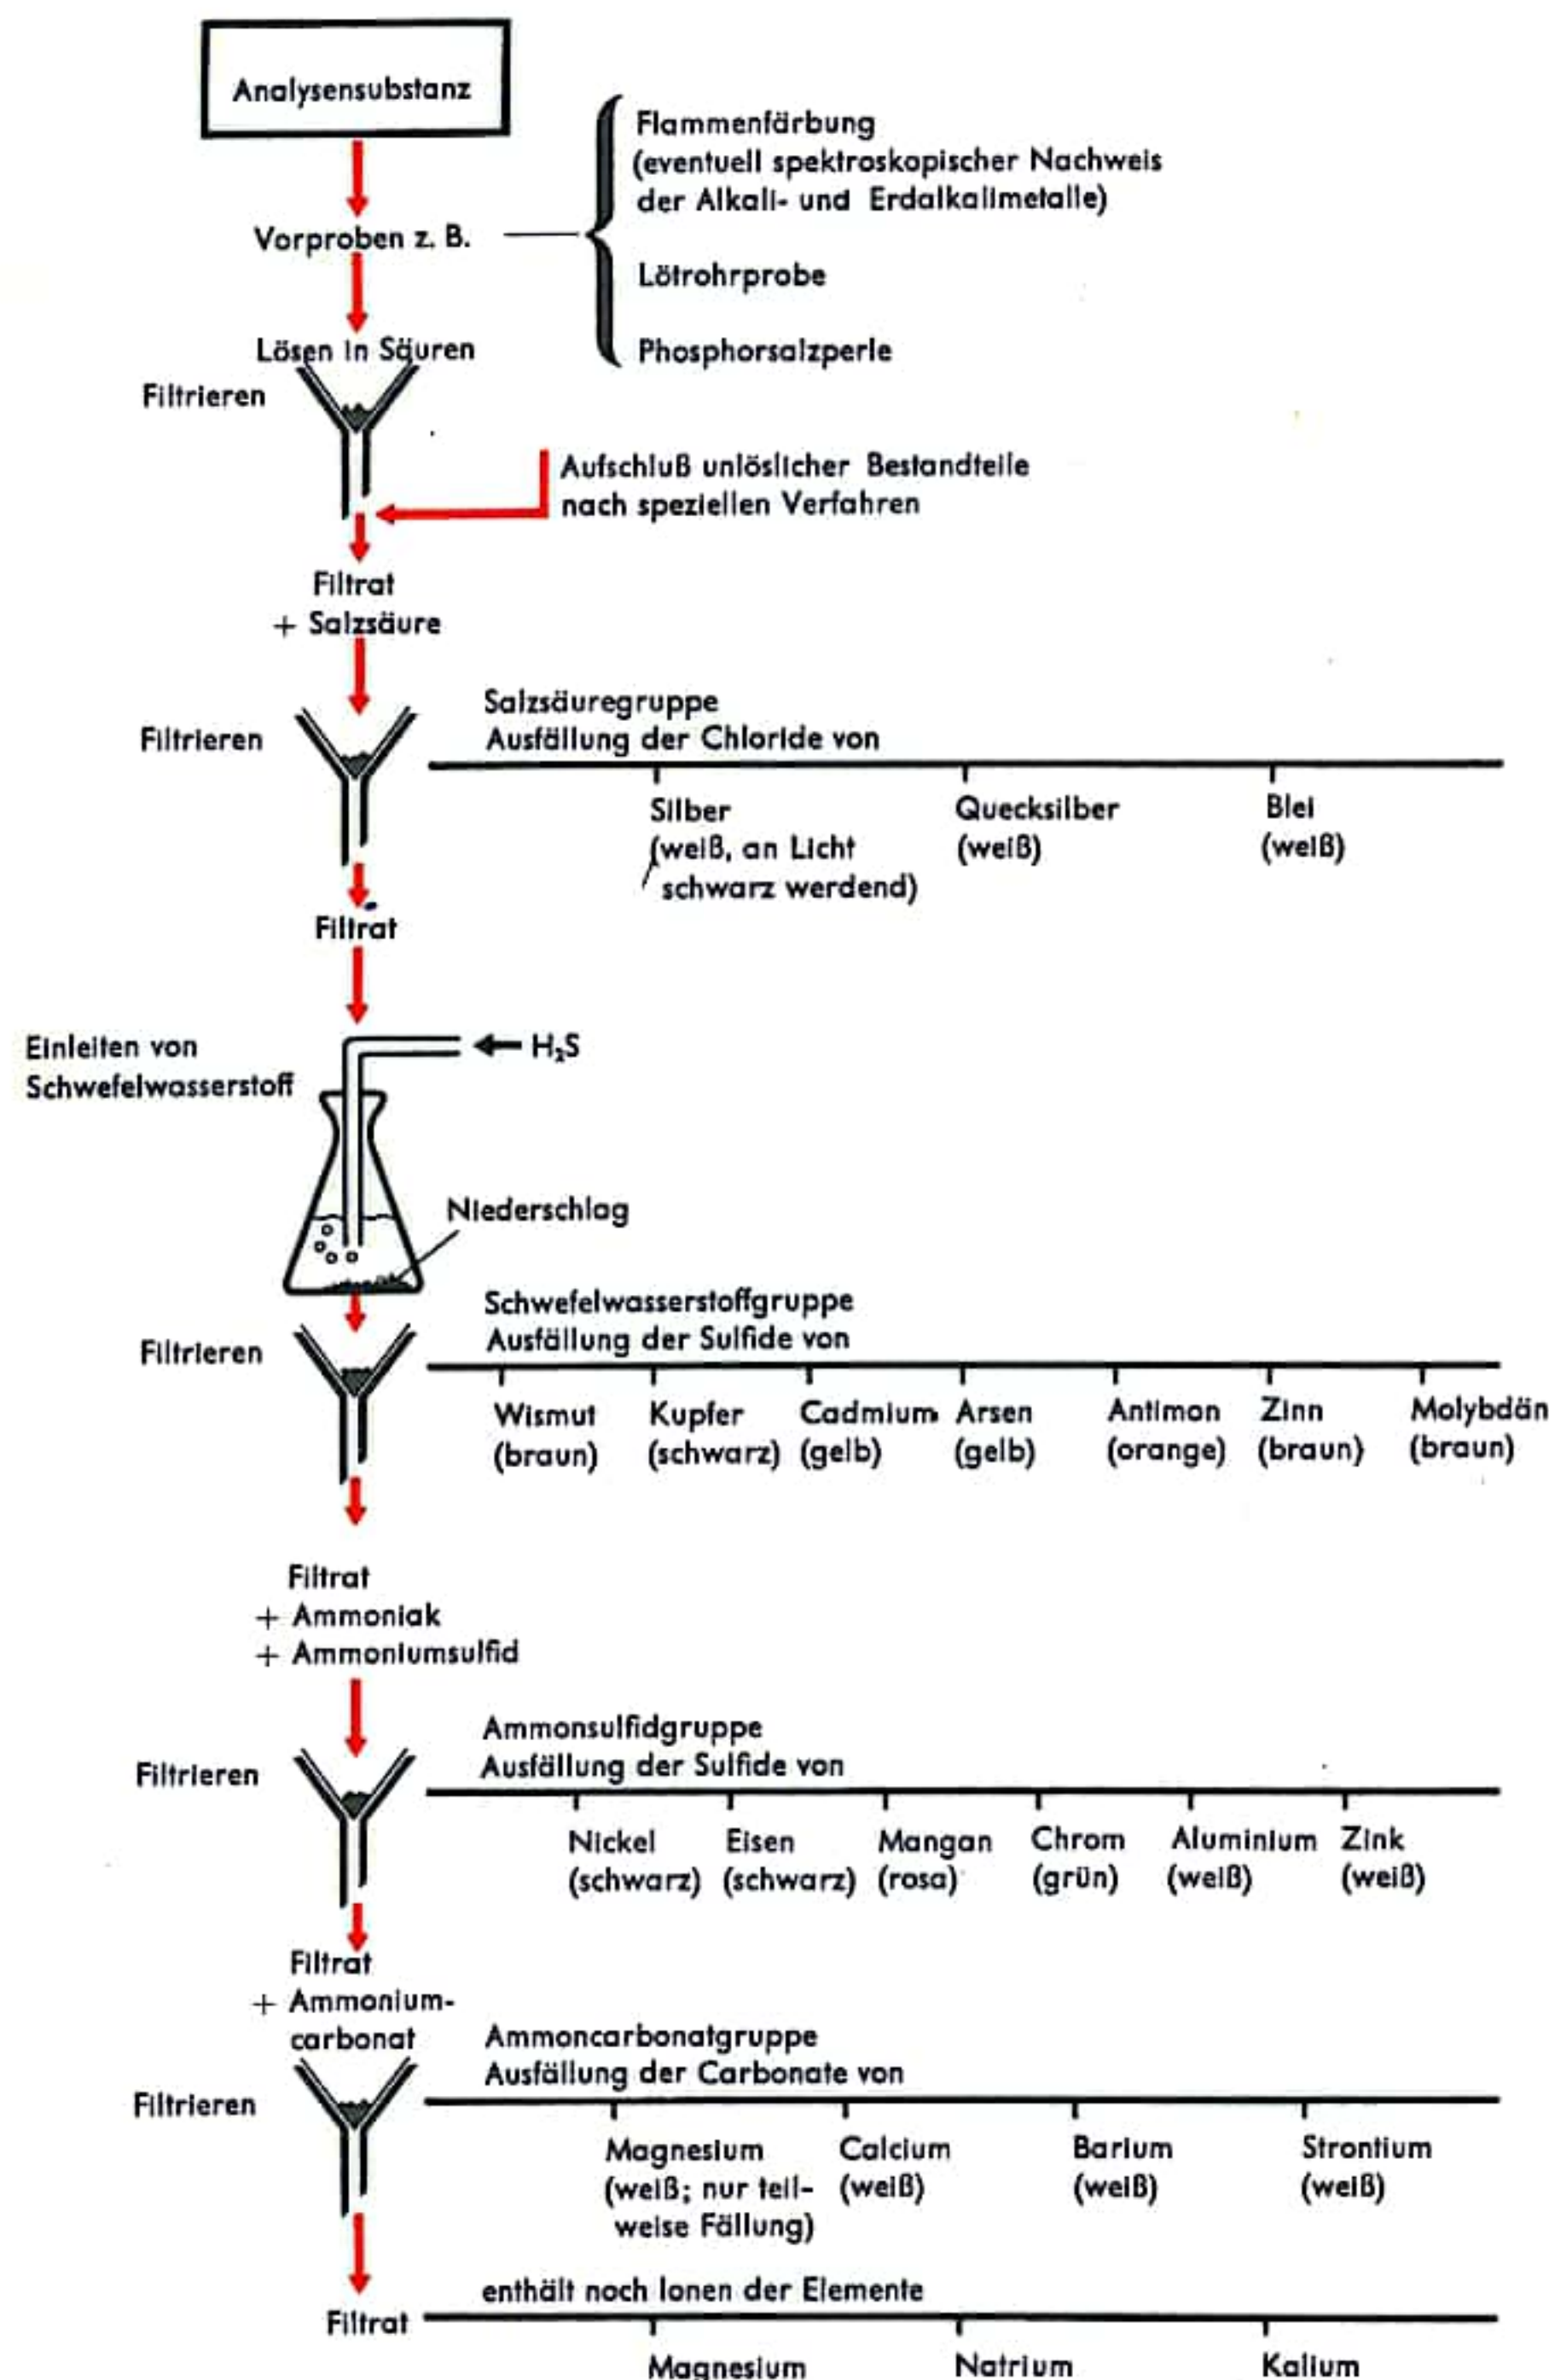 Analysensubstanz
Flammenfärbung
(eventuell spektroskopischer Nachweis
der Alkali- und Erdalkalimetalle)
Vorproben z. B.
Lötrohrprobe
Phosphorsalzperle
Lösen in Säuren
Filtrieren
Aufschluß unlöslicher Bestandteile
nach speziellen Verfahren
Filtrat
+ Salzsäure
Salzsäuregruppe
Ausfällung der Chloride von
Filtrieren
Silber Quecksilber Blei
(weiß, an Licht (weiß) (weiß)
schwarz werdend)
Filtrat
Einleiten von
Schwefelwasserstoff
H₂S
Niederschlag
Schwefelwasserstoffgruppe
Ausfällung der Sulfide von
Filtrieren
Wismut Kupfer Cadmium Arsen Antimon Zinn Molybdän
(braun) (schwarz) (gelb) (gelb) (orange) (braun) (braun)
Filtrat
+ Ammoniak
+ Ammoniumsulfid
Ammonsulfidgruppe
Ausfällung der Sulfide von
Filtrieren
Nickel Eisen Mangan Chrom Aluminium Zink
(schwarz) (schwarz) (rosa) (grün) (weiß) (weiß)
Filtrat
+ Ammonium-
carbonat
Ammoncarbonatgruppe
Ausfällung der Carbonate von
Filtrieren
Magnesium Calcium Barium Strontium
(weiß; nur teil- (weiß) (weiß) (weiß)
weise Fällung)
enthält noch Ionen der Elemente
Filtrat
Magnesium Natrium Kalium